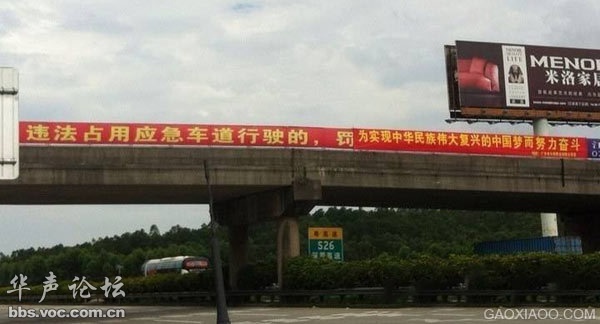 违法占用应急车道行驶的，罚
为实现中华民族伟大复兴的中国梦而努力奋斗
MENOR
米洛家居
S26
华声论坛
bbs.voc.com.cn
GAOXIAOO.COM